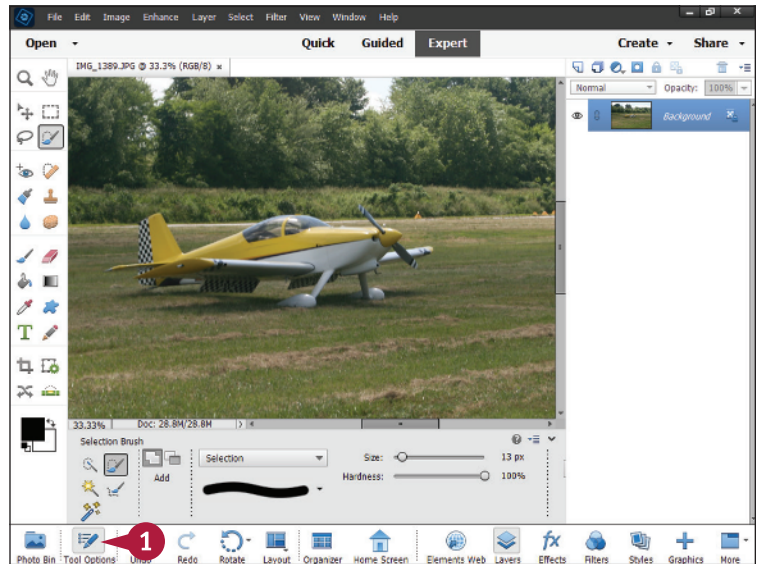 File Edit Image Enhance Layer Select Filter View Window Help
Open Quick Guided Expert Create Share
IMG_1389.JPG @ 33.3% (RGB/8) x
Normal Opacity: 100%
Background
33.33% Doc: 28.8M/28.8M
Selection Brush
Add Selection Size: 13 px
Hardness: 100%
1
Photo Bin Tool Options Undo Redo Rotate Layout Organizer Home Screen Elements Web Layers Effects Filters Styles Graphics More